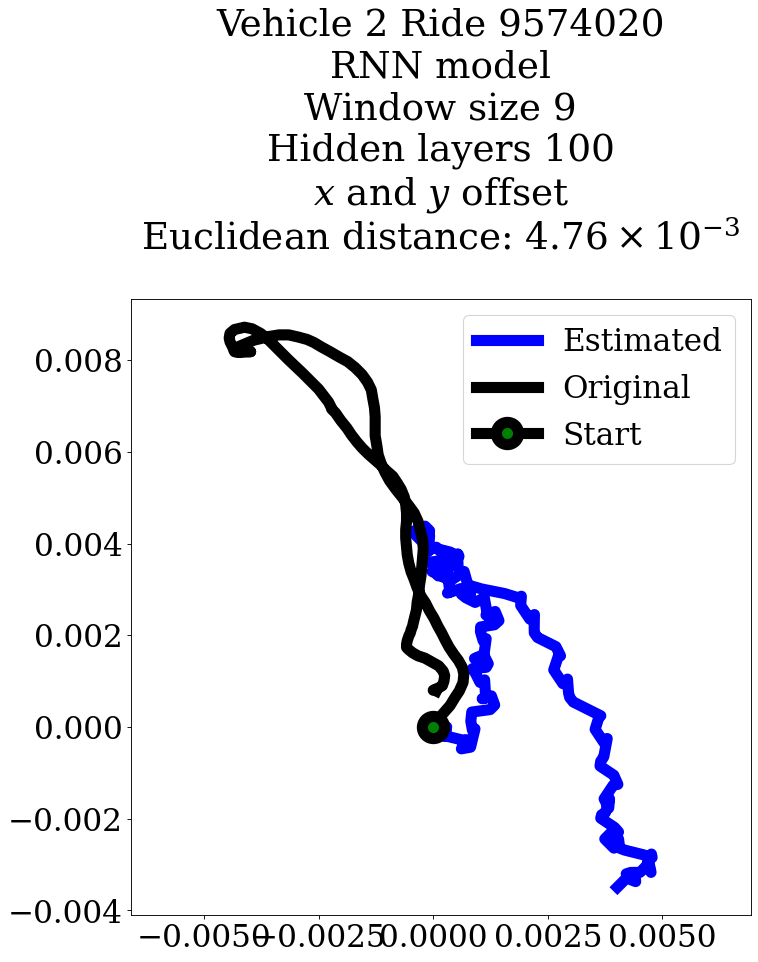 Vehicle 2 Ride 9574020
RNN model
Window size 9
Hidden layers 100
x and y offset
Euclidean distance: 4.76 × 10⁻³
Estimated
Original
Start
0.008
0.006
0.004
0.002
0.000
−0.002
−0.004
−0.0050 −0.0025 0.0000 0.0025 0.0050